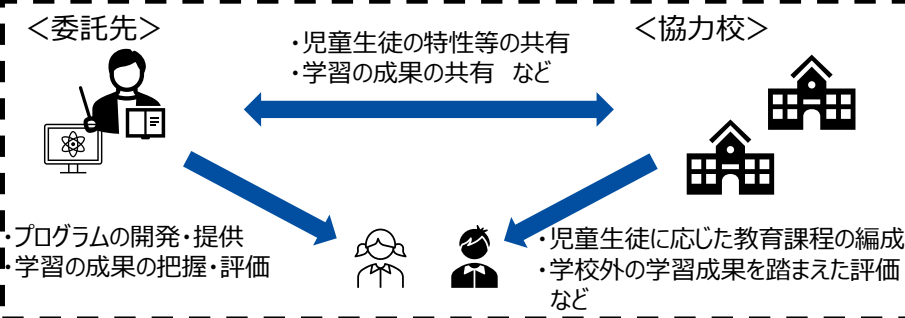 ＜委託先＞
・児童生徒の特性等の共有
・学習の成果の共有　など
＜協力校＞
・プログラムの開発・提供
・学習の成果の把握・評価
・児童生徒に応じた教育課程の編成
・学校外の学習成果を踏まえた評価
など